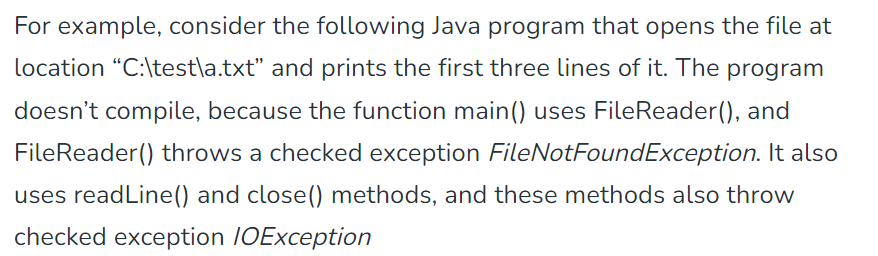 For example, consider the following Java program that opens the file at
location “C:\test\a.txt” and prints the first three lines of it. The program
doesn’t compile, because the function main() uses FileReader(), and
FileReader() throws a checked exception FileNotFoundException. It also
uses readLine() and close() methods, and these methods also throw
checked exception IOException